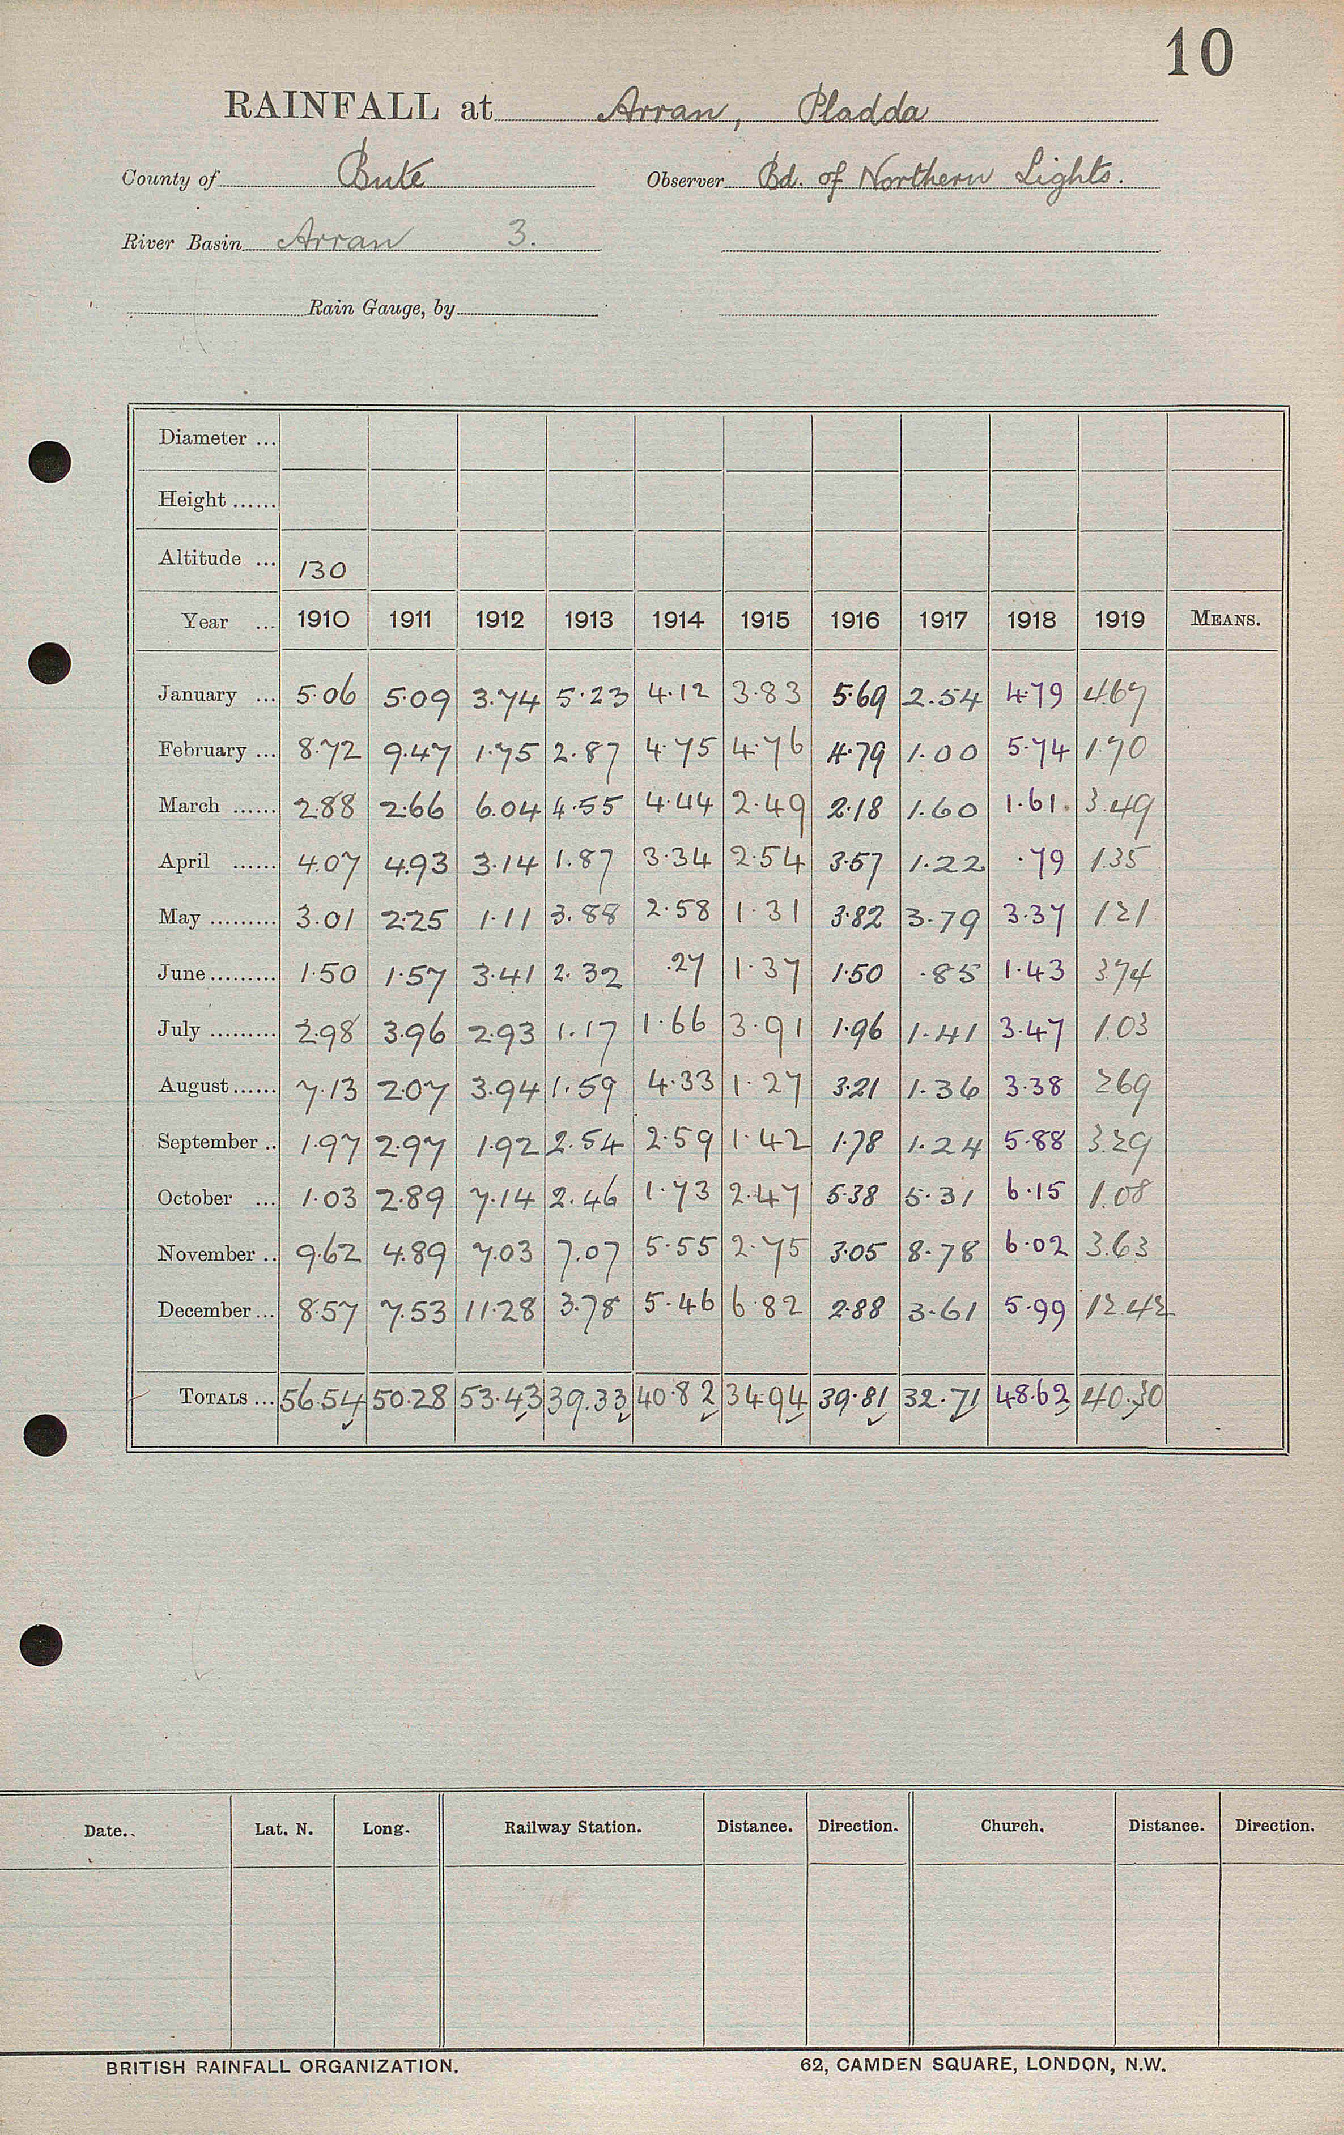 10
RAINFALL at Arran, Pladda
County of Bute Observer Bd. of Northern Lights.
River Basin Arran 3.
Rain Gauge, by
Diameter ...
Height ......
Altitude ... 130
Year ... 1910 1911 1912 1913 1914 1915 1916 1917 1918 1919 MEANS.
January ... 5.06 5.09 3.74 5.23 4.12 3.83 5.69 2.54 4.79 4.67
February ... 8.72 9.47 1.75 2.87 4.75 4.76 4.79 1.00 5.74 1.70
March ...... 2.88 2.66 6.04 4.55 4.44 2.49 2.18 1.60 1.61. 3.49
April ...... 4.07 4.93 3.14 1.87 3.34 2.54 3.57 1.22 .79 1.35
May ......... 3.01 2.25 1.11 3.88 2.58 1.31 3.82 3.79 3.37 1.21
June......... 1.50 1.57 3.41 2.32 .27 1.37 1.50 .85 1.43 3.74
July ......... 2.98 3.96 2.93 1.17 1.66 3.91 1.96 1.41 3.47 1.03
August...... 7.13 2.07 3.94 1.59 4.33 1.27 3.21 1.36 3.38 2.69
September .. 1.97 2.97 1.92 2.54 2.59 1.42 1.78 1.24 5.88 3.29
October ... 1.03 2.89 7.14 2.46 1.73 2.47 5.38 5.31 6.15 1.08
November .. 9.62 4.89 7.03 7.07 5.55 2.75 3.05 8.78 6.02 3.63
December ... 8.57 7.53 11.28 3.78 5.46 6.82 2.88 3.61 5.99 12.42
TOTALS ... 56.54 50.28 53.43 39.33 40.82 34.94 39.81 32.71 48.62 40.30
Date.. Lat. N. Long. Railway Station. Distance. Direction. Church. Distance. Direction.
BRITISH RAINFALL ORGANIZATION. 62, CAMDEN SQUARE, LONDON, N.W.